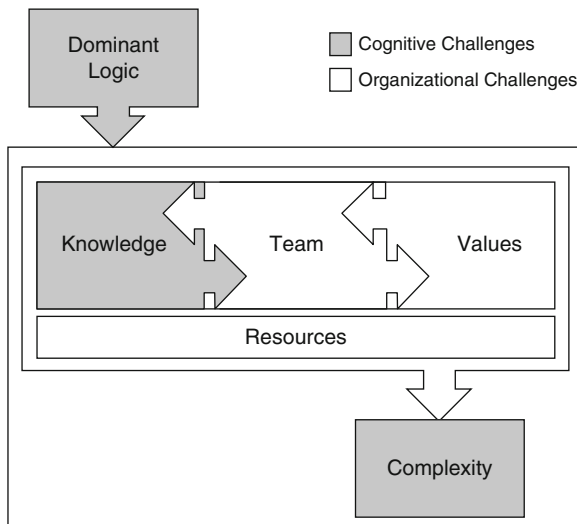 Dominant
Logic
Cognitive Challenges
Organizational Challenges
Knowledge
Team
Values
Resources
Complexity